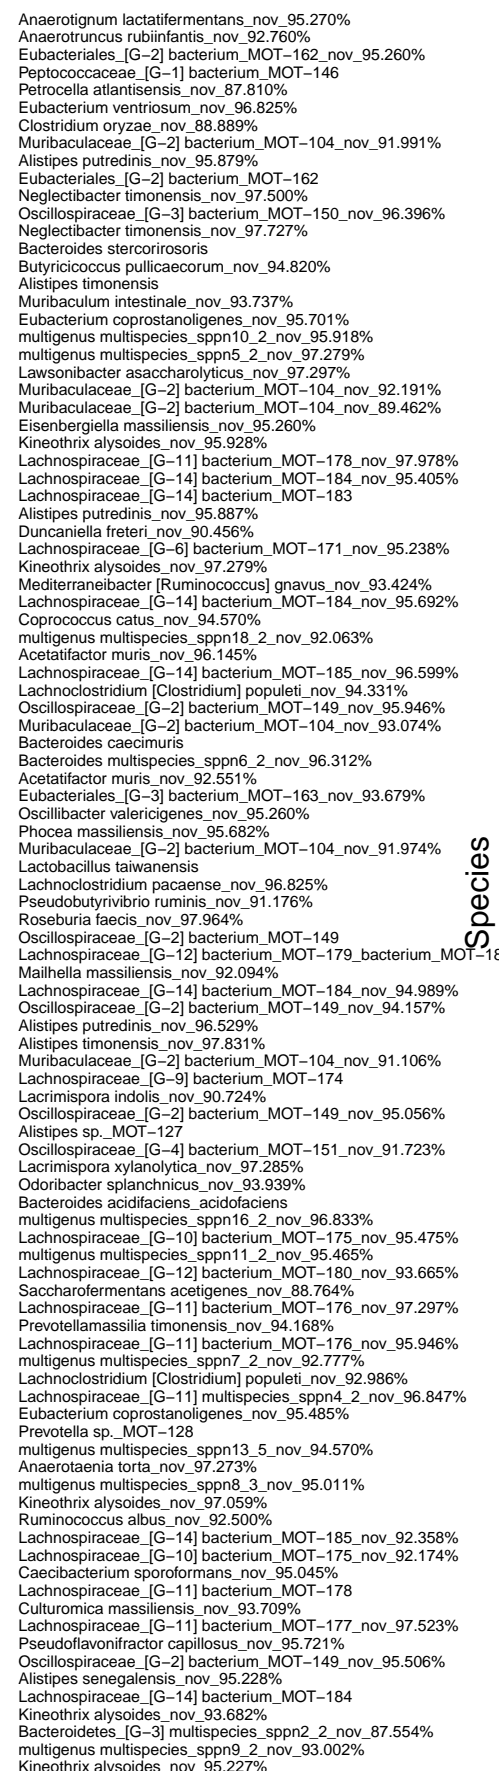 Anaerotignum lactatifermentans_nov_95.270%
Anaerotruncus rubiinfantis_nov_92.760%
Eubacteriales_[G−2] bacterium_MOT−162_nov_95.260%
Peptococcaceae_[G−1] bacterium_MOT−146
Petrocella atlantisensis_nov_87.810%
Eubacterium ventriosum_nov_96.825%
Clostridium oryzae_nov_88.889%
Muribaculaceae_[G−2] bacterium_MOT−104_nov_91.991%
Alistipes putredinis_nov_95.879%
Eubacteriales_[G−2] bacterium_MOT−162
Neglectibacter timonensis_nov_97.500%
Oscillospiraceae_[G−3] bacterium_MOT−150_nov_96.396%
Neglectibacter timonensis_nov_97.727%
Bacteroides stercorirosoris
Butyricicoccus pullicaecorum_nov_94.820%
Alistipes timonensis
Muribaculum intestinale_nov_93.737%
Eubacterium coprostanoligenes_nov_95.701%
multigenus multispecies_sppn10_2_nov_95.918%
multigenus multispecies_sppn5_2_nov_97.279%
Lawsonibacter asaccharolyticus_nov_97.297%
Muribaculaceae_[G−2] bacterium_MOT−104_nov_92.191%
Muribaculaceae_[G−2] bacterium_MOT−104_nov_89.462%
Eisenbergiella massiliensis_nov_95.260%
Kineothrix alysoides_nov_95.928%
Lachnospiraceae_[G−11] bacterium_MOT−178_nov_97.978%
Lachnospiraceae_[G−14] bacterium_MOT−184_nov_95.405%
Lachnospiraceae_[G−14] bacterium_MOT−183
Alistipes putredinis_nov_95.887%
Duncaniella freteri_nov_90.456%
Lachnospiraceae_[G−6] bacterium_MOT−171_nov_95.238%
Kineothrix alysoides_nov_97.279%
Mediterraneibacter [Ruminococcus] gnavus_nov_93.424%
Lachnospiraceae_[G−14] bacterium_MOT−184_nov_95.692%
Coprococcus catus_nov_94.570%
multigenus multispecies_sppn18_2_nov_92.063%
Acetatifactor muris_nov_96.145%
Lachnospiraceae_[G−14] bacterium_MOT−185_nov_96.599%
Lachnoclostridium [Clostridium] populeti_nov_94.331%
Oscillospiraceae_[G−2] bacterium_MOT−149_nov_95.946%
Muribaculaceae_[G−2] bacterium_MOT−104_nov_93.074%
Bacteroides caecimuris
Bacteroides multispecies_sppn6_2_nov_96.312%
Acetatifactor muris_nov_92.551%
Eubacteriales_[G−3] bacterium_MOT−163_nov_93.679%
Oscillibacter valericigenes_nov_95.260%
Phocea massiliensis_nov_95.682%
Muribaculaceae_[G−2] bacterium_MOT−104_nov_91.974%
Lactobacillus taiwanensis
Lachnoclostridium pacaense_nov_96.825%
Pseudobutyrivibrio ruminis_nov_91.176%
Roseburia faecis_nov_97.964%
Oscillospiraceae_[G−2] bacterium_MOT−149
Lachnospiraceae_[G−12] bacterium_MOT−179_bacterium_MOT−18
Mailhella massiliensis_nov_92.094%
Lachnospiraceae_[G−14] bacterium_MOT−184_nov_94.989%
Oscillospiraceae_[G−2] bacterium_MOT−149_nov_94.157%
Alistipes putredinis_nov_96.529%
Alistipes timonensis_nov_97.831%
Muribaculaceae_[G−2] bacterium_MOT−104_nov_91.106%
Lachnospiraceae_[G−9] bacterium_MOT−174
Lacrimispora indolis_nov_90.724%
Oscillospiraceae_[G−2] bacterium_MOT−149_nov_95.056%
Alistipes sp._MOT−127
Oscillospiraceae_[G−4] bacterium_MOT−151_nov_91.723%
Lacrimispora xylanolytica_nov_97.285%
Odoribacter splanchnicus_nov_93.939%
Bacteroides acidifaciens_acidofaciens
multigenus multispecies_sppn16_2_nov_96.833%
Lachnospiraceae_[G−10] bacterium_MOT−175_nov_95.475%
multigenus multispecies_sppn11_2_nov_95.465%
Lachnospiraceae_[G−12] bacterium_MOT−180_nov_93.665%
Saccharofermentans acetigenes_nov_88.764%
Lachnospiraceae_[G−11] bacterium_MOT−176_nov_97.297%
Prevotellamassilia timonensis_nov_94.168%
Lachnospiraceae_[G−11] bacterium_MOT−176_nov_95.946%
multigenus multispecies_sppn7_2_nov_92.777%
Lachnoclostridium [Clostridium] populeti_nov_92.986%
Lachnospiraceae_[G−11] multispecies_sppn4_2_nov_96.847%
Eubacterium coprostanoligenes_nov_95.485%
Prevotella sp._MOT−128
multigenus multispecies_sppn13_5_nov_94.570%
Anaerotaenia torta_nov_97.273%
multigenus multispecies_sppn8_3_nov_95.011%
Kineothrix alysoides_nov_97.059%
Ruminococcus albus_nov_92.500%
Lachnospiraceae_[G−14] bacterium_MOT−185_nov_92.358%
Lachnospiraceae_[G−10] bacterium_MOT−175_nov_92.174%
Caecibacterium sporoformans_nov_95.045%
Lachnospiraceae_[G−11] bacterium_MOT−178
Culturomica massiliensis_nov_93.709%
Lachnospiraceae_[G−11] bacterium_MOT−177_nov_97.523%
Pseudoflavonifractor capillosus_nov_95.721%
Oscillospiraceae_[G−2] bacterium_MOT−149_nov_95.506%
Alistipes senegalensis_nov_95.228%
Lachnospiraceae_[G−14] bacterium_MOT−184
Kineothrix alysoides_nov_93.682%
Bacteroidetes_[G−3] multispecies_sppn2_2_nov_87.554%
multigenus multispecies_sppn9_2_nov_93.002%
Kineothrix alysoides_nov_95.227%
Species